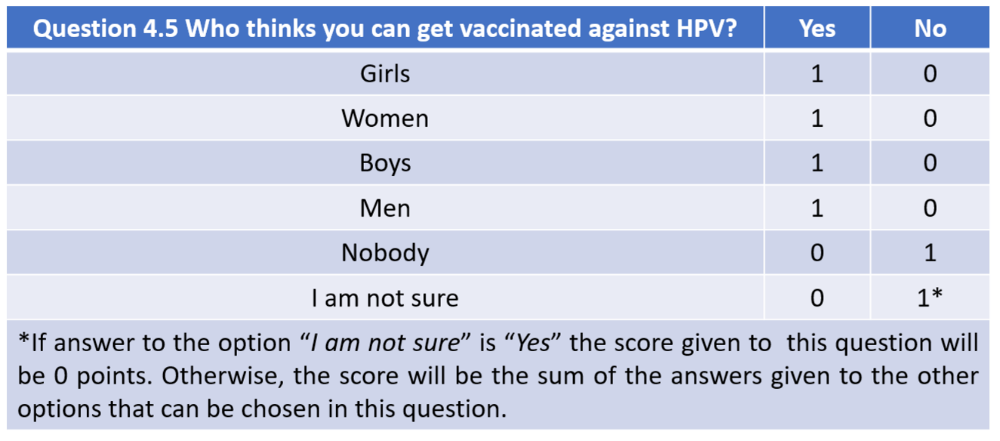 Question 4.5 Who thinks you can get vaccinated against HPV? Yes No
Girls 1 0
Women 1 0
Boys 1 0
Men 1 0
Nobody 0 1
I am not sure 0 1*
*If answer to the option “I am not sure” is “Yes” the score given to this question will
be 0 points. Otherwise, the score will be the sum of the answers given to the other
options that can be chosen in this question.